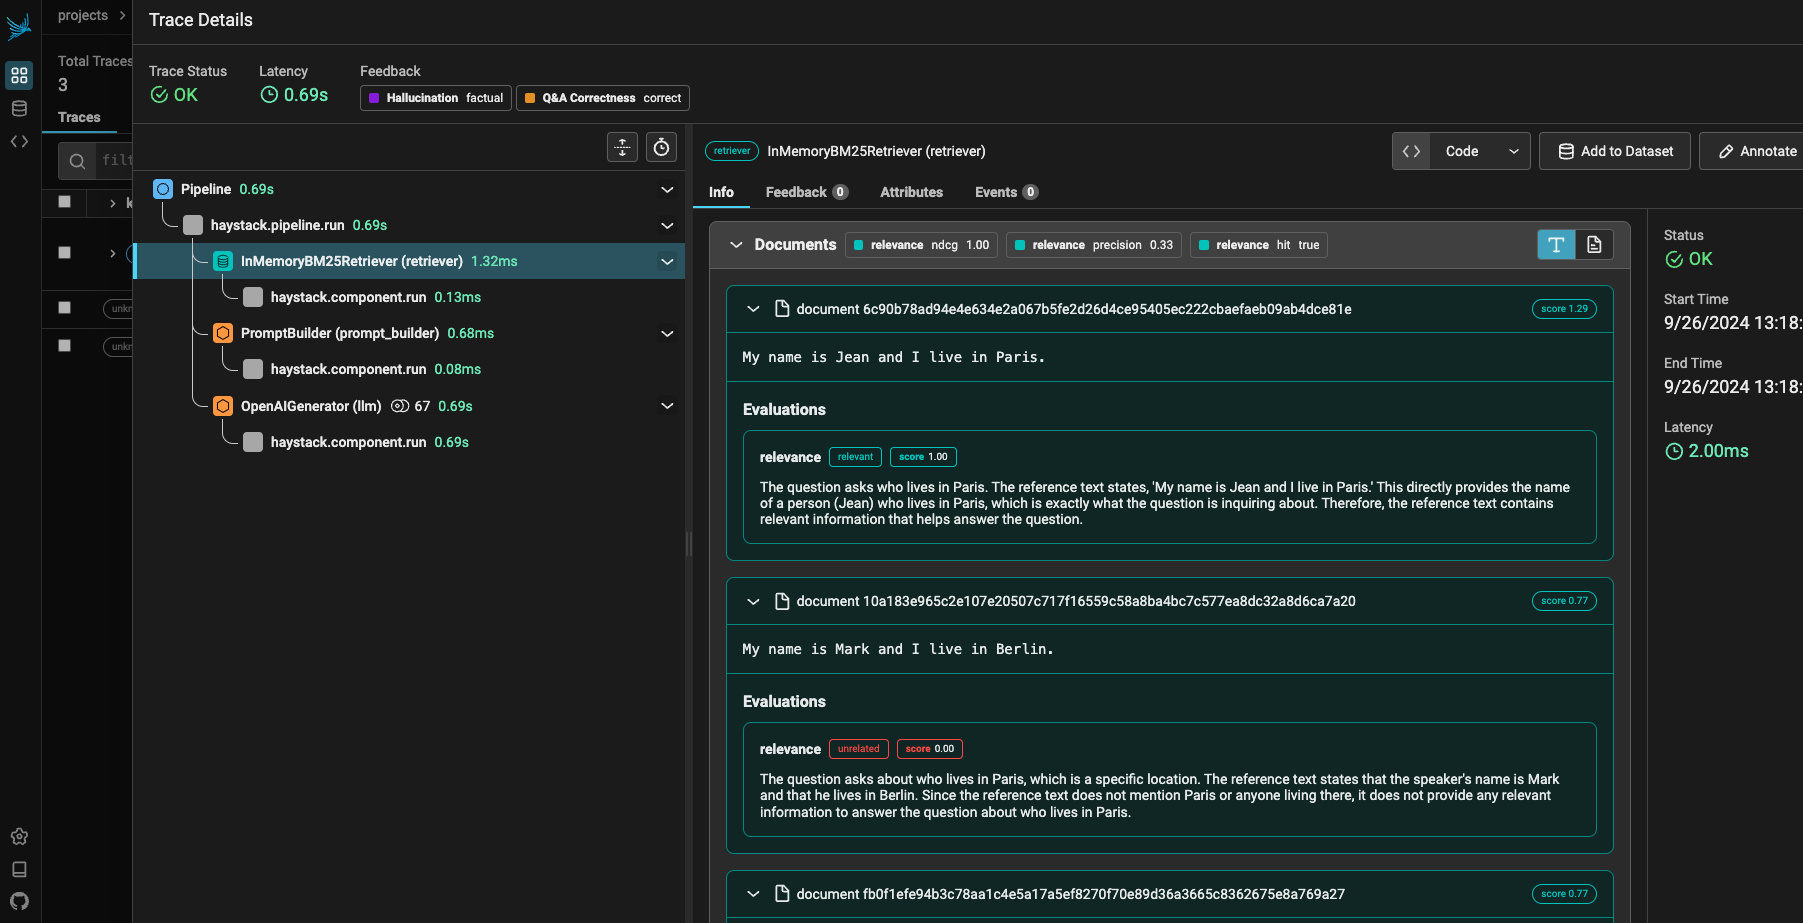 projects
Trace Details
Total Traces
3
Traces
Trace Status
OK
Latency
0.69s
Feedback
Hallucination factual
Q&A Correctness correct
Pipeline 0.69s
haystack.pipeline.run 0.69s
InMemoryBM25Retriever (retriever) 1.32ms
haystack.component.run 0.13ms
PromptBuilder (prompt_builder) 0.68ms
haystack.component.run 0.08ms
OpenAIGenerator (llm) 67 0.69s
haystack.component.run 0.69s
retriever InMemoryBM25Retriever (retriever)
Code
Add to Dataset
Annotate
Info
Feedback 0
Attributes
Events 0
Documents relevance ndcg 1.00 relevance precision 0.33 relevance hit true
document 6c90b78ad94e4e634e2a067b5fe2d26d4ce95405ec222cbaefaeb09ab4dce81e score 1.29
My name is Jean and I live in Paris.
Evaluations
relevance relevant score 1.00
The question asks who lives in Paris. The reference text states, 'My name is Jean and I live in Paris.' This directly provides the name
of a person (Jean) who lives in Paris, which is exactly what the question is inquiring about. Therefore, the reference text contains
relevant information that helps answer the question.
document 10a183e965c2e107e20507c717f16559c58a8ba4bc7c577ea8dc32a8d6ca7a20 score 0.77
My name is Mark and I live in Berlin.
Evaluations
relevance unrelated score 0.00
The question asks about who lives in Paris, which is a specific location. The reference text states that the speaker's name is Mark
and that he lives in Berlin. Since the reference text does not mention Paris or anyone living there, it does not provide any relevant
information to answer the question about who lives in Paris.
document fb0f1efe94b3c78aa1c4e5a17a5ef8270f70e89d36a3665c8362675e8a769a27 score 0.77
Status
OK
Start Time
9/26/2024 13:18:
End Time
9/26/2024 13:18:
Latency
2.00ms